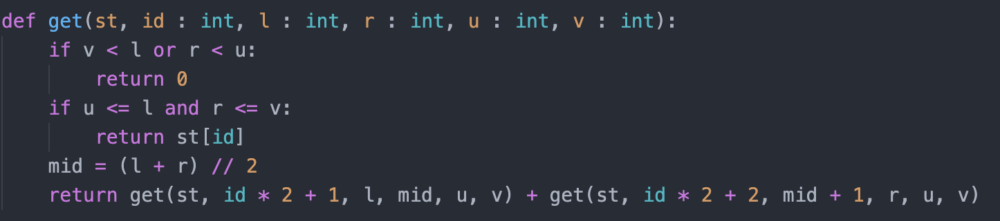 def get(st, id : int, l : int, r : int, u : int, v : int):
    if v < l or r < u:
        return 0
    if u <= l and r <= v:
        return st[id]
    mid = (l + r) // 2
    return get(st, id * 2 + 1, l, mid, u, v) + get(st, id * 2 + 2, mid + 1, r, u, v)